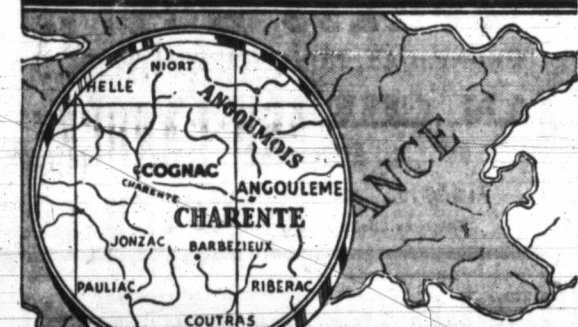 NIORT
HELLE
ANGOUMOIS
COGNAC
CHARENTE
ANGOULEME
CHARENTE
ANCE
JONZAC
BARBEZIEUX
PAULIAC
RIBERAC
COUTRAS